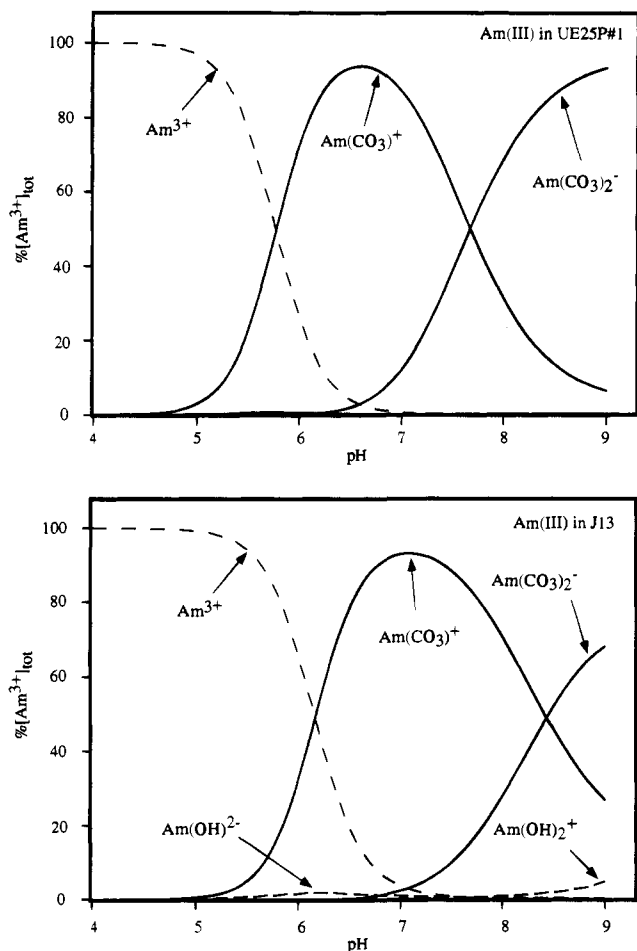 Am(III) in UE25P#1
100
80
60
40
20
0
%[Am³⁺]tot
Am³⁺
Am(CO₃)⁺
Am(CO₃)₂⁻
4 5 6 7 8 9
pH
Am(III) in J13
100
80
60
40
20
0
%[Am³⁺]tot
Am³⁺
Am(CO₃)⁺
Am(CO₃)₂⁻
Am(OH)²⁻
Am(OH)₂⁺
4 5 6 7 8 9
pH